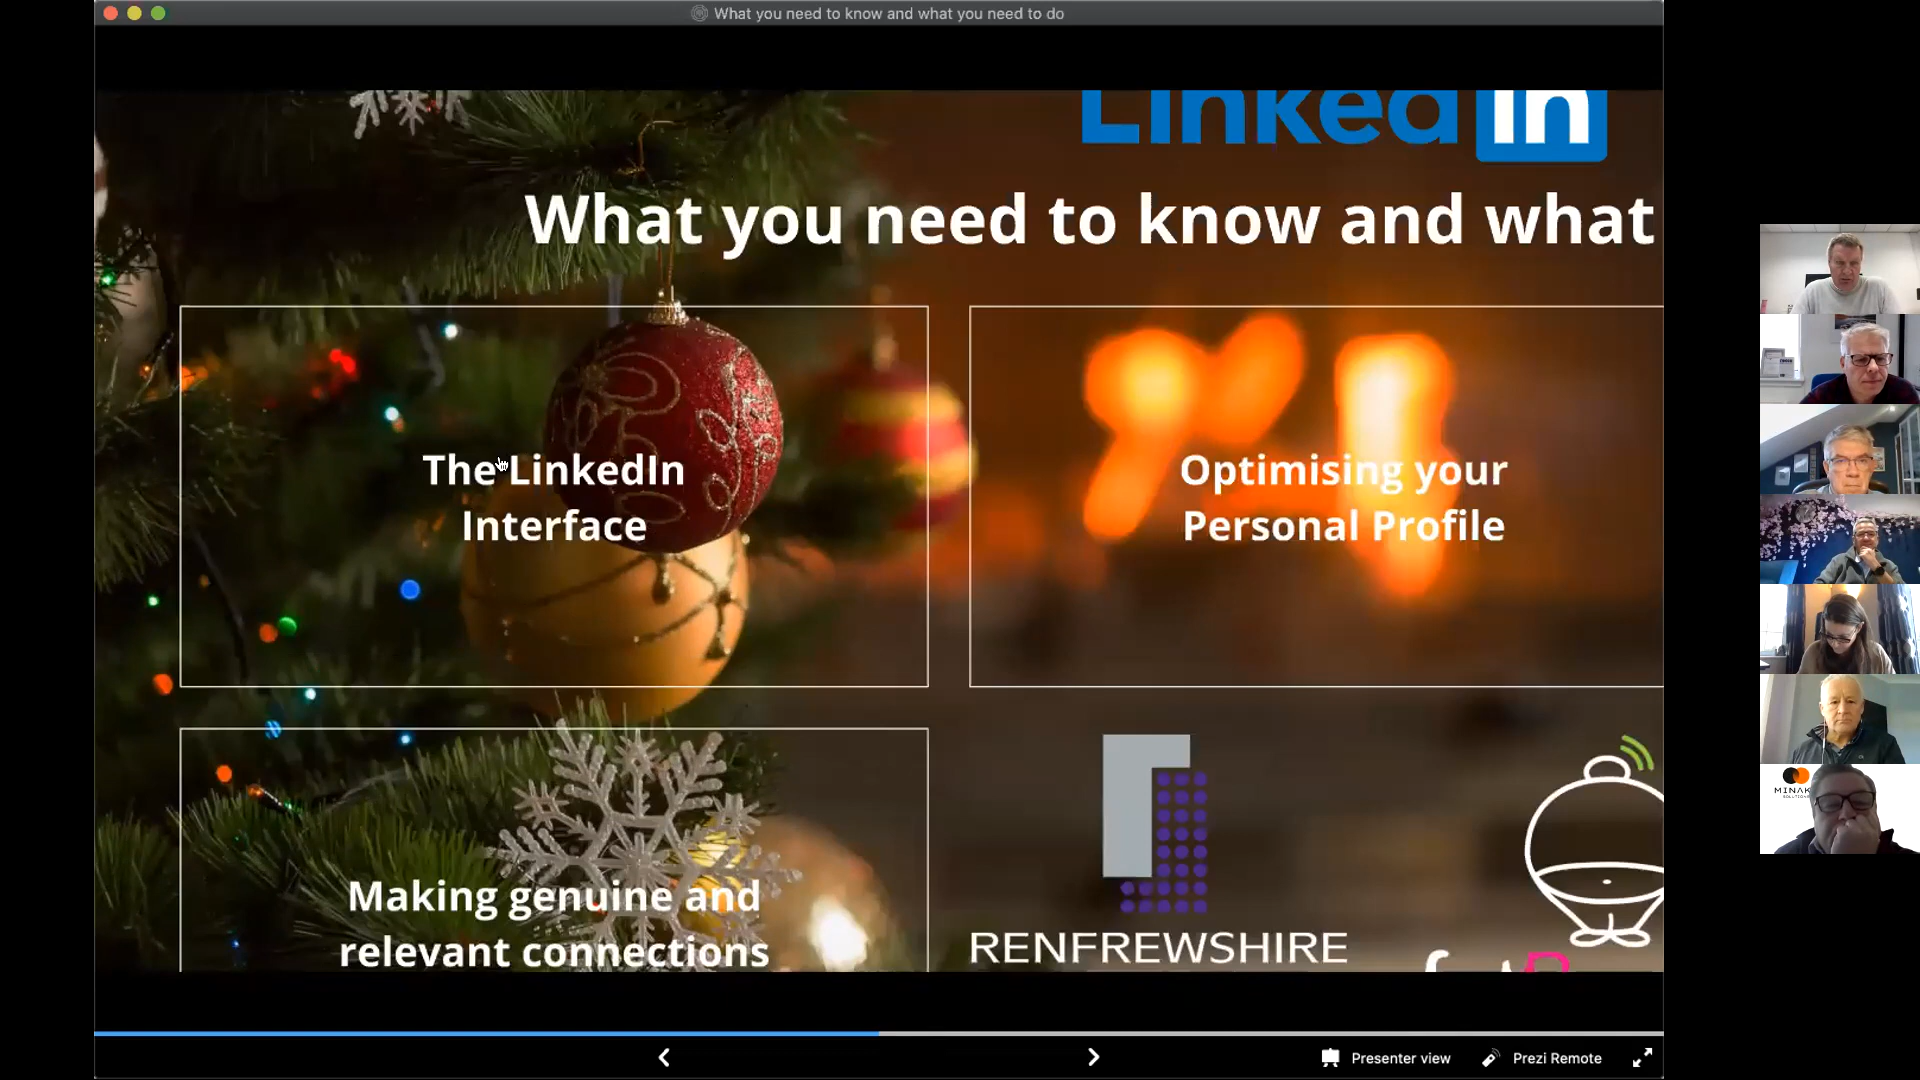 What you need to know and what you need to do
Linked in
What you need to know and what
The LinkedIn
Interface
Optimising your
Personal Profile
Making genuine and
relevant connections
RENFREWSHIRE
Presenter view
Prezi Remote